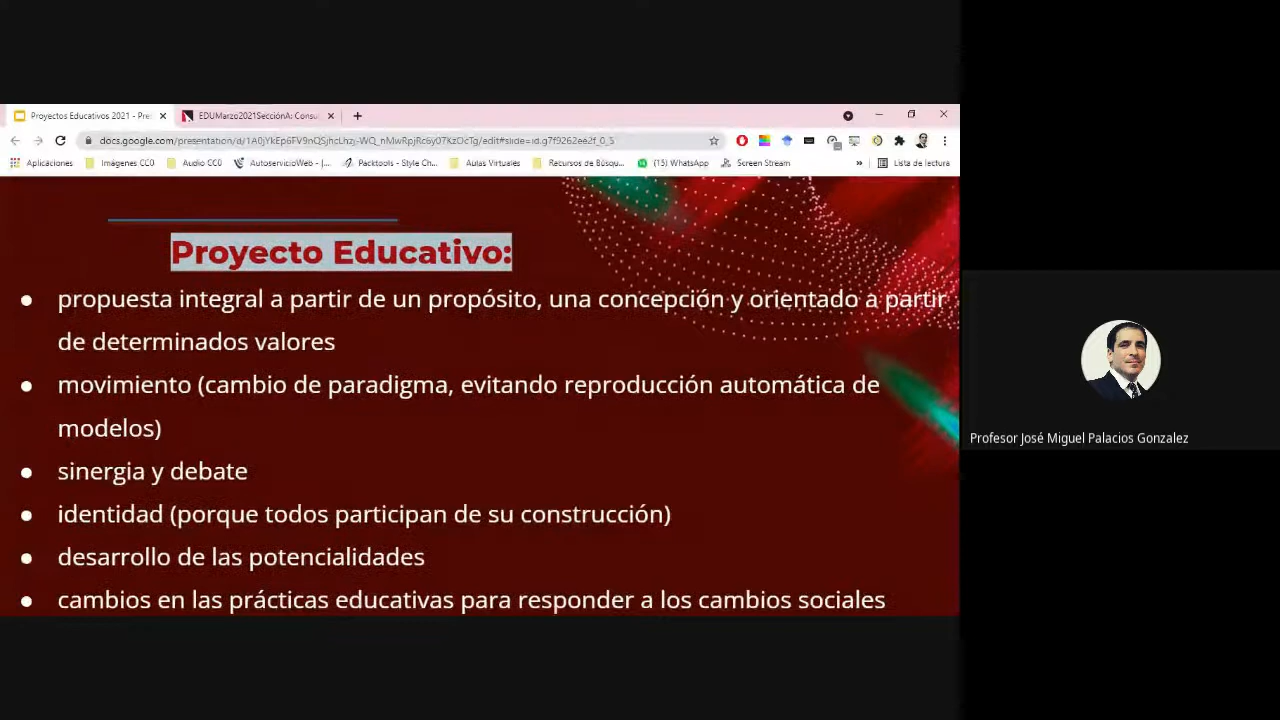 Proyectos Educativos 2021 - Pre
EDUMarzo2021SecciónA: Consu
Aplicaciones
Imágenes CC0
Audio CC0
AutoservicioWeb - |...
Packtools - Style Ch...
Aulas Virtuales
Recursos de Búsqu...
(15) WhatsApp
Screen Stream
»
Lista de lectura
Proyecto Educativo:
● propuesta integral a partir de un propósito, una concepción y orientado a partir
de determinados valores
● movimiento (cambio de paradigma, evitando reproducción automática de
modelos)
● sinergia y debate
● identidad (porque todos participan de su construcción)
● desarrollo de las potencialidades
● cambios en las prácticas educativas para responder a los cambios sociales
Profesor José Miguel Palacios Gonzalez